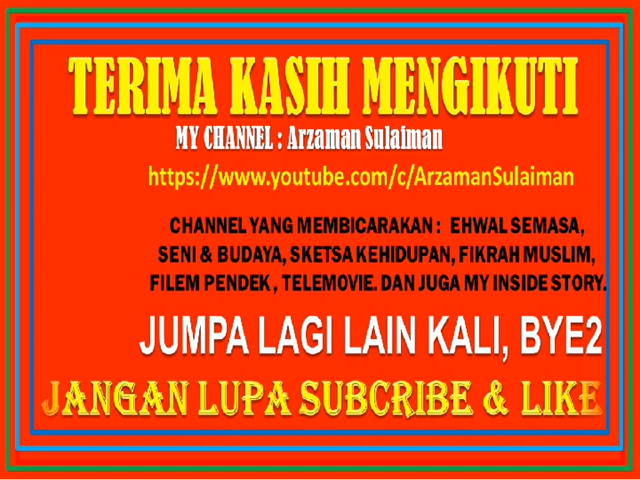 TERIMA KASIH MENGIKUTI
MY CHANNEL : Arzaman Sulaiman
https://www.youtube.com/c/ArzamanSulaiman
CHANNEL YANG MEMBICARAKAN : EHWAL SEMASA,
SENI & BUDAYA, SKETSA KEHIDUPAN, FIKRAH MUSLIM,
FILEM PENDEK , TELEMOVIE. DAN JUGA MY INSIDE STORY.
JUMPA LAGI LAIN KALI, BYE2
JANGAN LUPA SUBCRIBE & LIKE